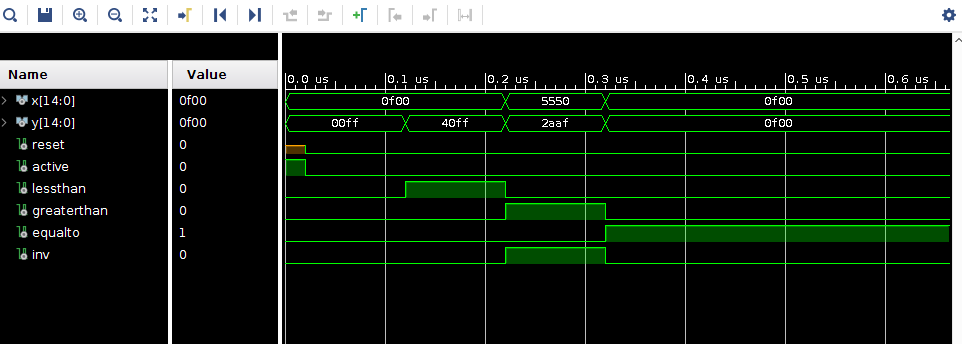 Name Value
0.0 us 0.1 us 0.2 us 0.3 us 0.4 us 0.5 us 0.6 us
x[14:0] 0f00 0f00 5550 0f00
y[14:0] 0f00 00ff 40ff 2aaf 0f00
reset 0
active 0
lessthan 0
greaterthan 0
equalto 1
inv 0